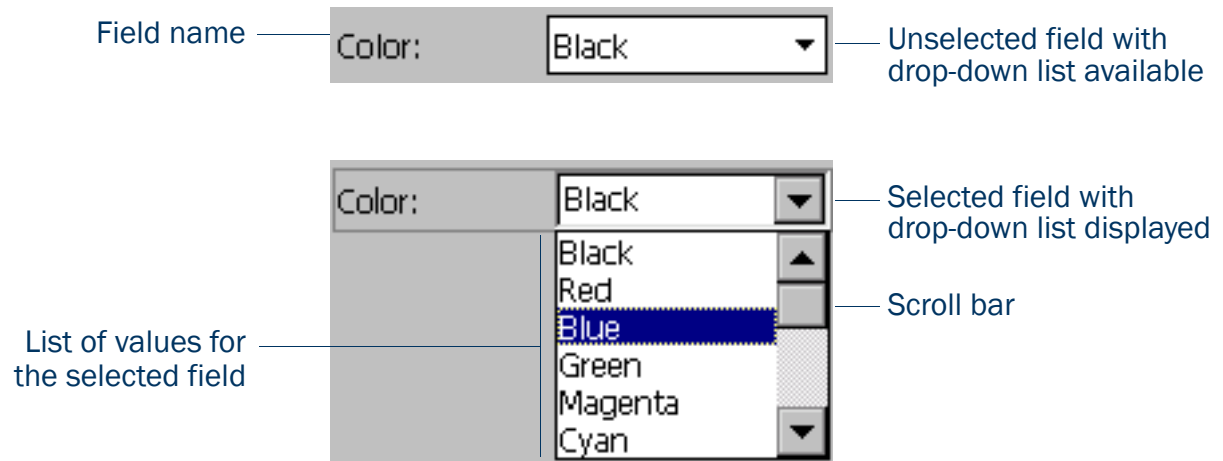 Field name
Color:
Black
Unselected field with
drop-down list available
Color:
Black
Selected field with
drop-down list displayed
Black
Red
Blue
Green
Magenta
Cyan
Scroll bar
List of values for
the selected field